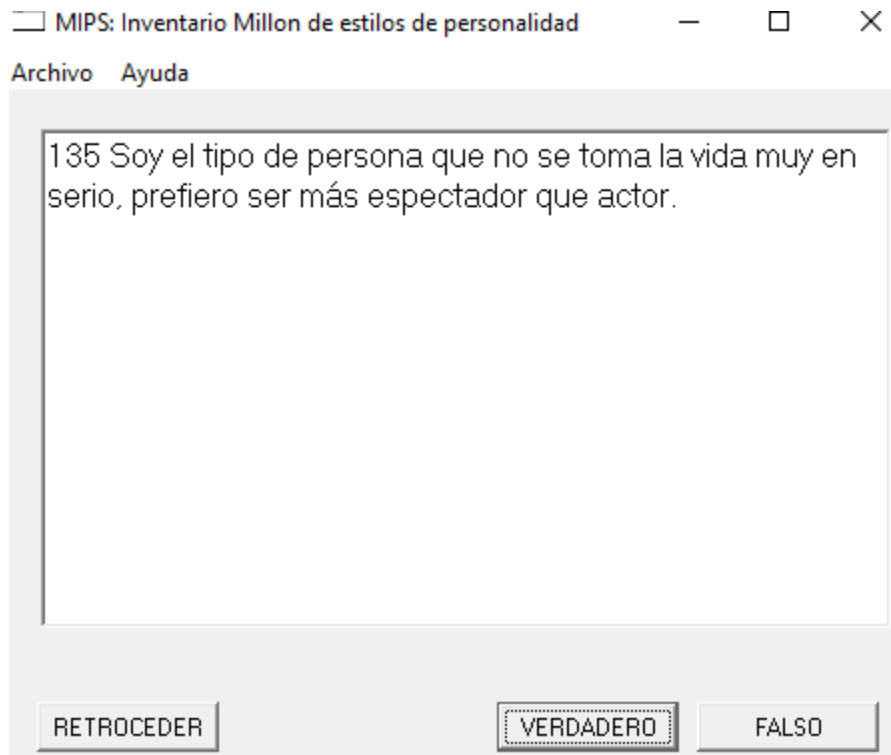 MIPS: Inventario Millon de estilos de personalidad
Archivo Ayuda
135 Soy el tipo de persona que no se toma la vida muy en
serio, prefiero ser más espectador que actor.
RETROCEDER VERDADERO FALSO